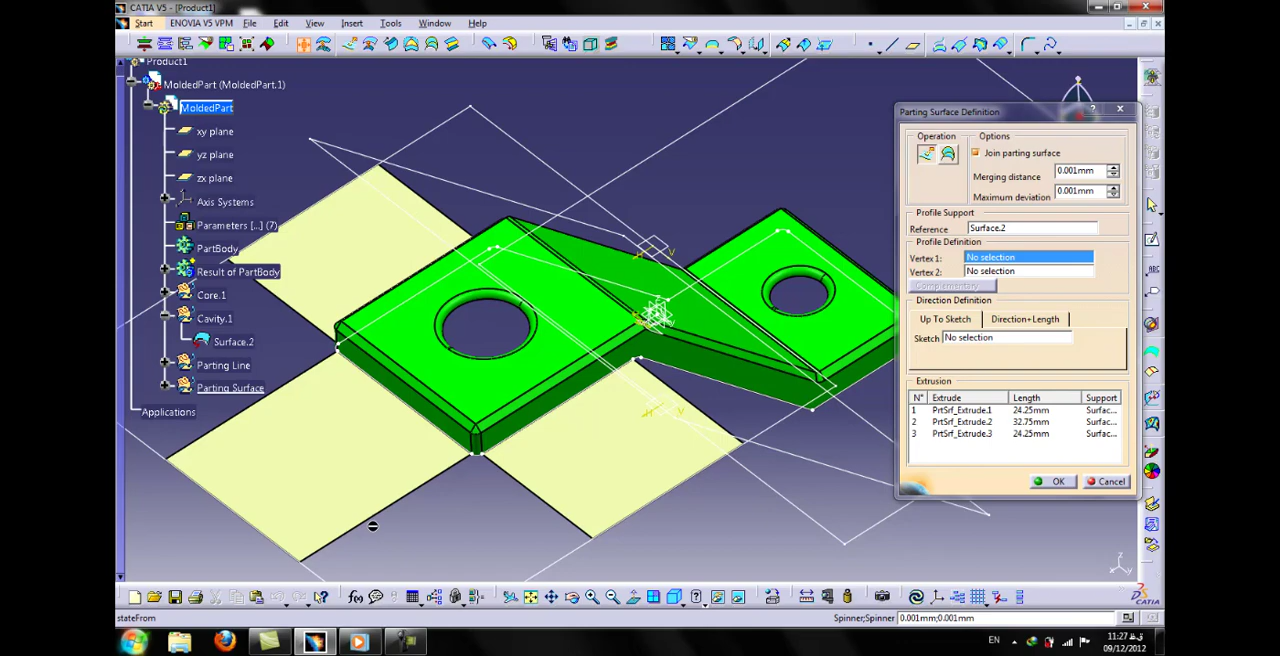 CATIA V5 - [Product1]
Start ENOVIA V5 VPM File Edit View Insert Tools Window Help
Product1
MoldedPart (MoldedPart.1)
MoldedPart
xy plane
yz plane
zx plane
Axis Systems
Parameters [...] (7)
PartBody
Result of PartBody
Core.1
Cavity.1
Surface.2
Parting Line
Parting Surface
Applications
V
H
V
H
Z
Parting Surface Definition
Operation Options
Join parting surface
Merging distance 0.001mm
Maximum deviation 0.001mm
Profile Support
Reference Surface.2
Profile Definition
Vertex 1: No selection
Vertex 2: No selection
Complementary
Direction Definition
Up To Sketch Direction+Length
Sketch No selection
Extrusion
N° Extrude Length Support
1 PrtSrf_Extrude.1 24.25mm Surfac...
2 PrtSrf_Extrude.2 32.75mm Surfac...
3 PrtSrf_Extrude.3 24.25mm Surfac...
OK Cancel
z
x y
f(x)
CATIA
stateFrom Spinner;Spinner 0.001mm;0.001mm
EN 11:27 ق.ظ
09/12/2012